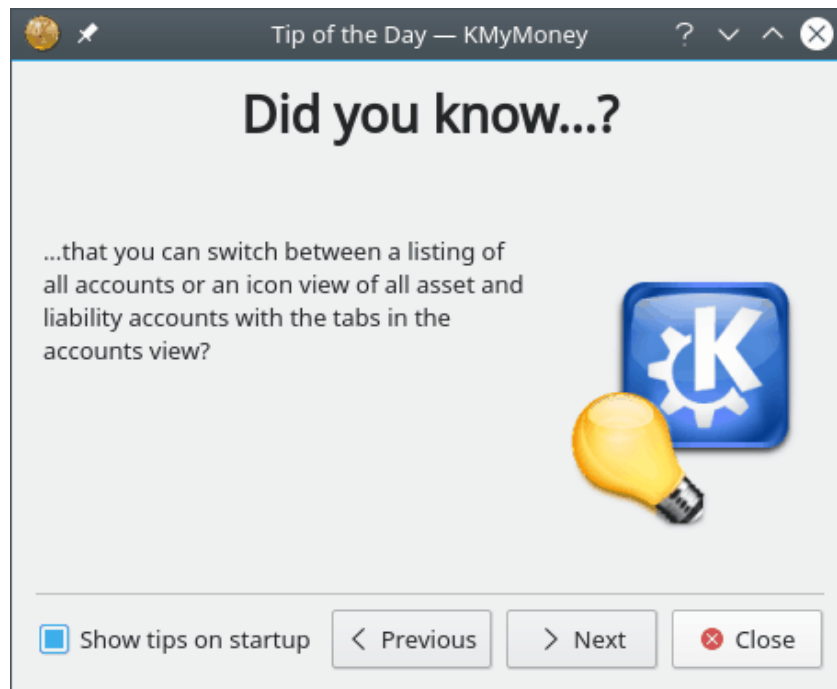 Tip of the Day — KMyMoney
Did you know...?
...that you can switch between a listing of
all accounts or an icon view of all asset and
liability accounts with the tabs in the
accounts view?
K
Show tips on startup
Previous
Next
Close